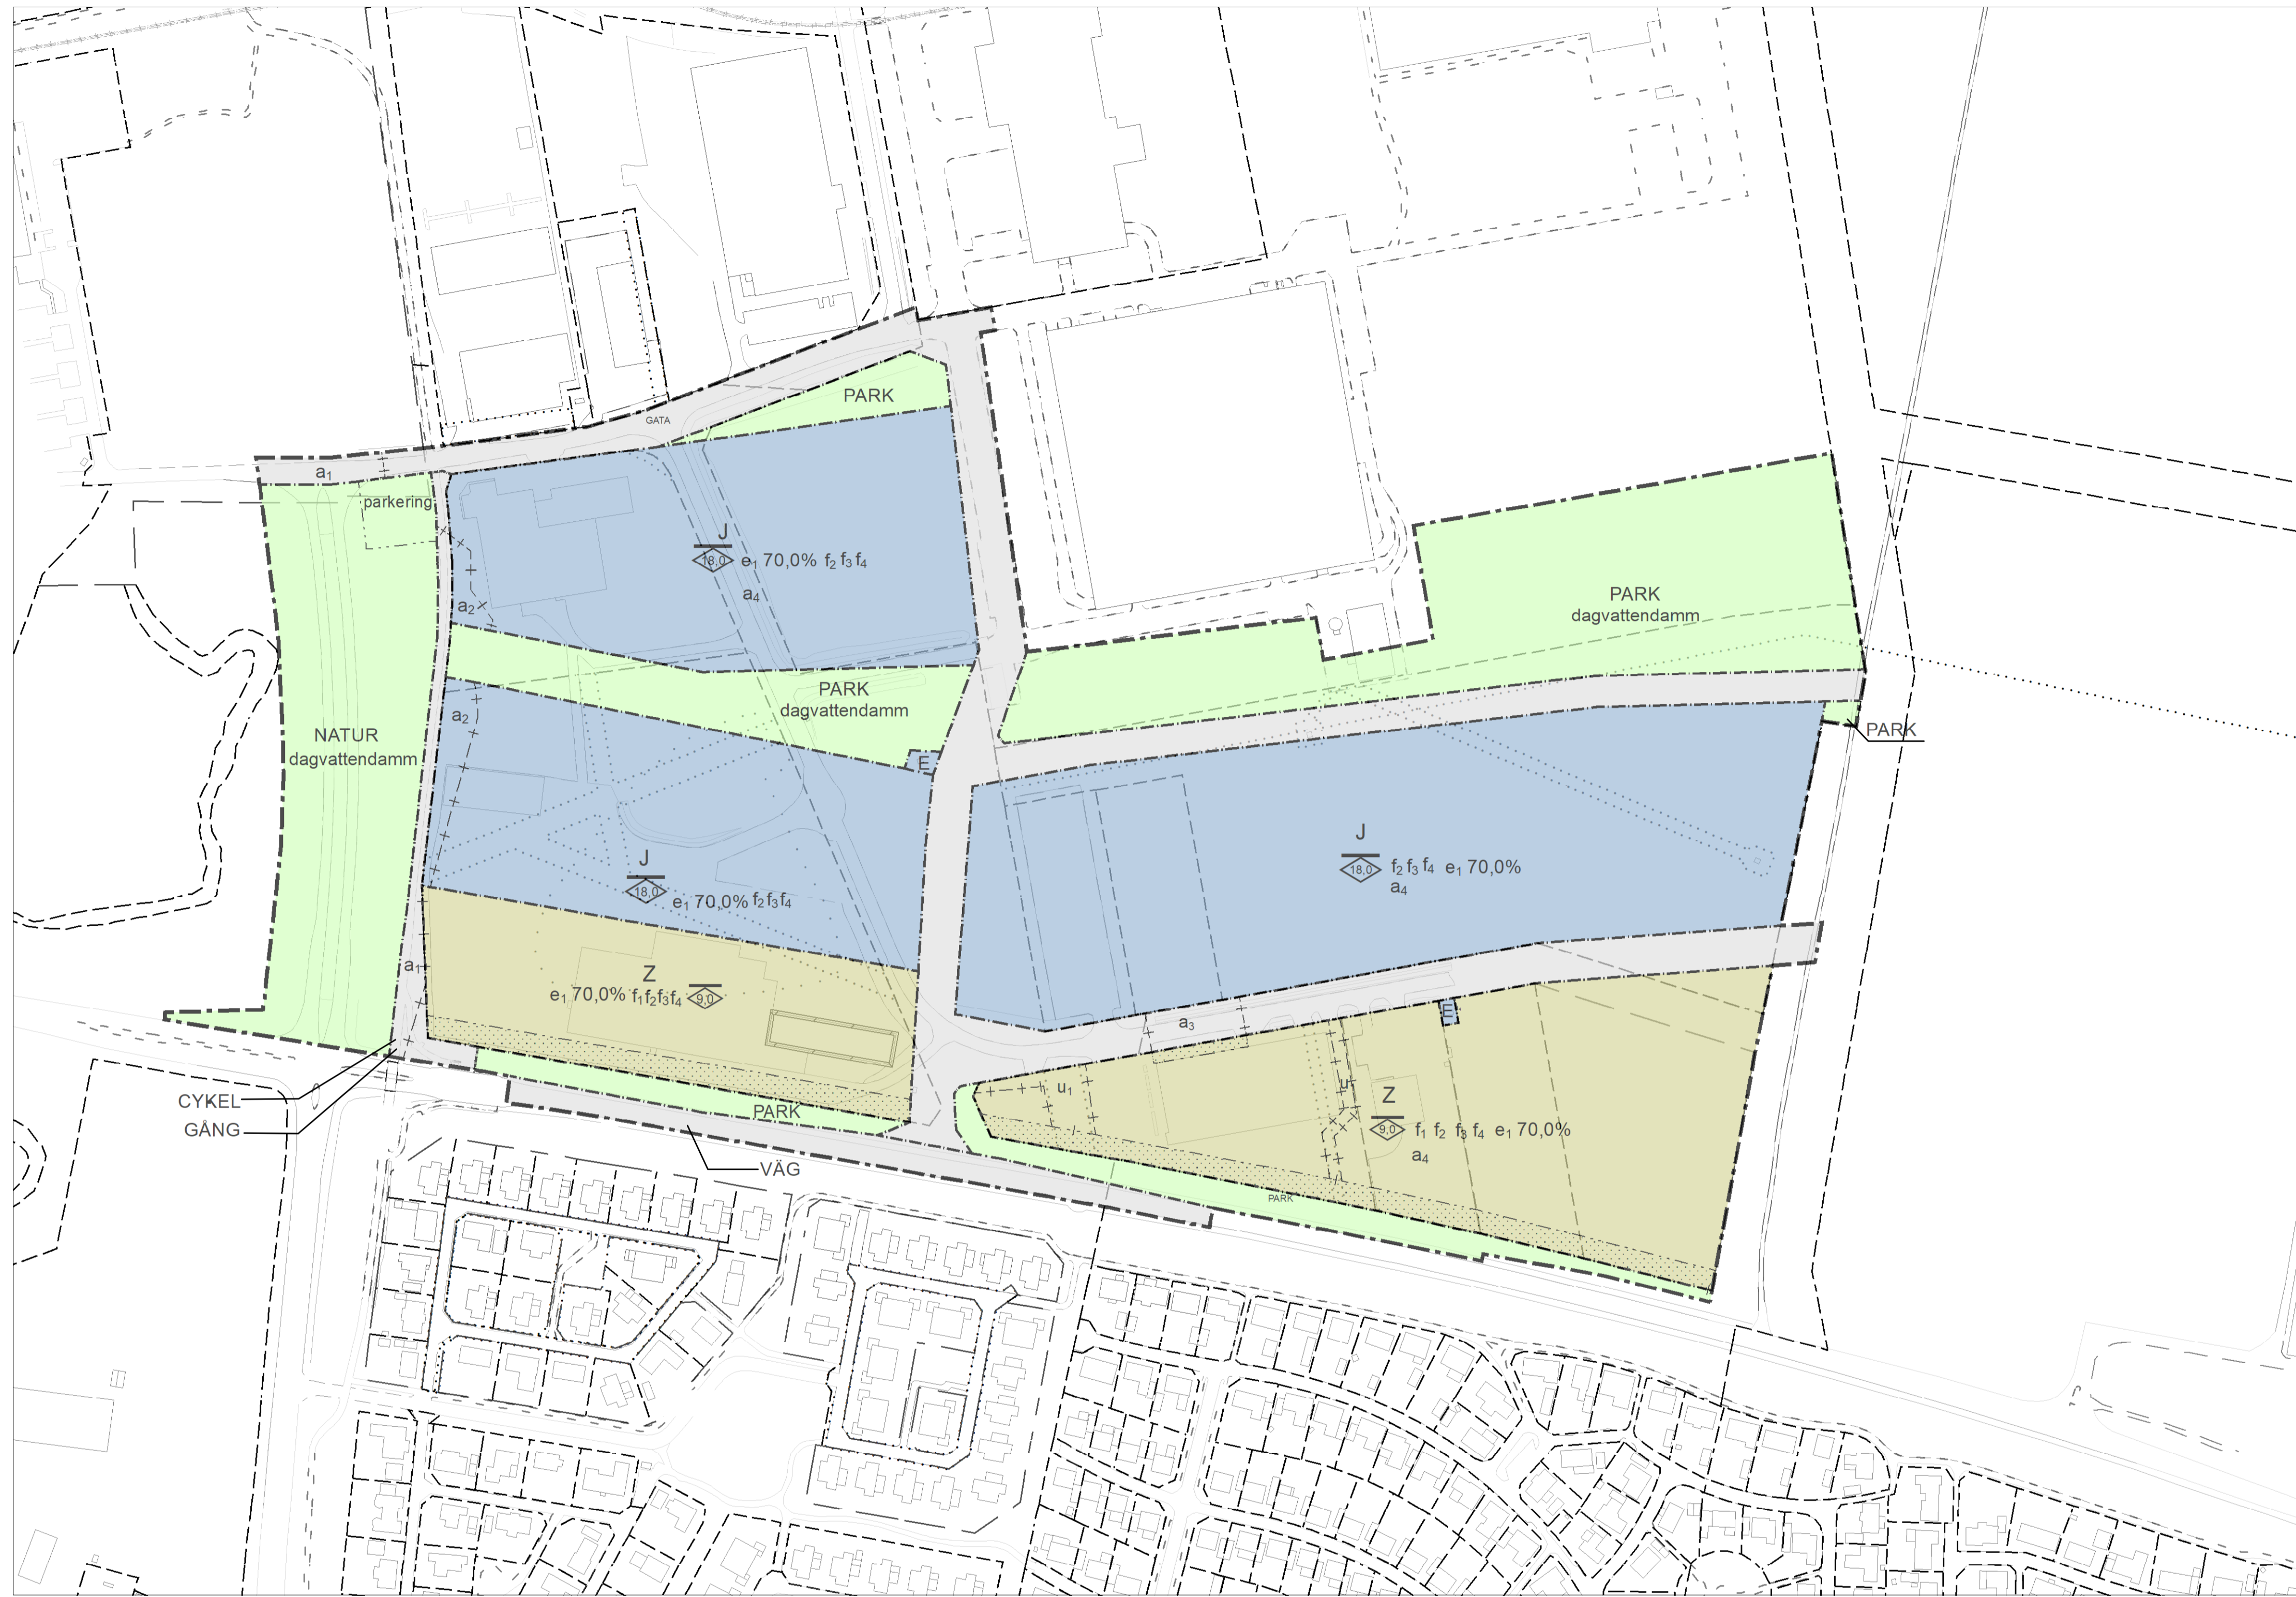 PARK
GATA
a₁
parkering
J
18,0 e₁ 70,0% f₂ f₃ f₄
a₂
a₄
PARK
dagvattendamm
PARK
dagvattendamm
a₂
NATUR
dagvattendamm
PARK
E
J
18,0 f₂ f₃ f₄ e₁ 70,0%
a₄
J
18,0 e₁ 70,0% f₂ f₃ f₄
a₁
Z
e₁ 70,0% f₁ f₂ f₃ f₄ 9,0
E
a₃
u₁
u₁
CYKEL
GÅNG
PARK
Z
9,0 f₁ f₂ f₃ f₄ e₁ 70,0%
a₄
VÄG
PARK